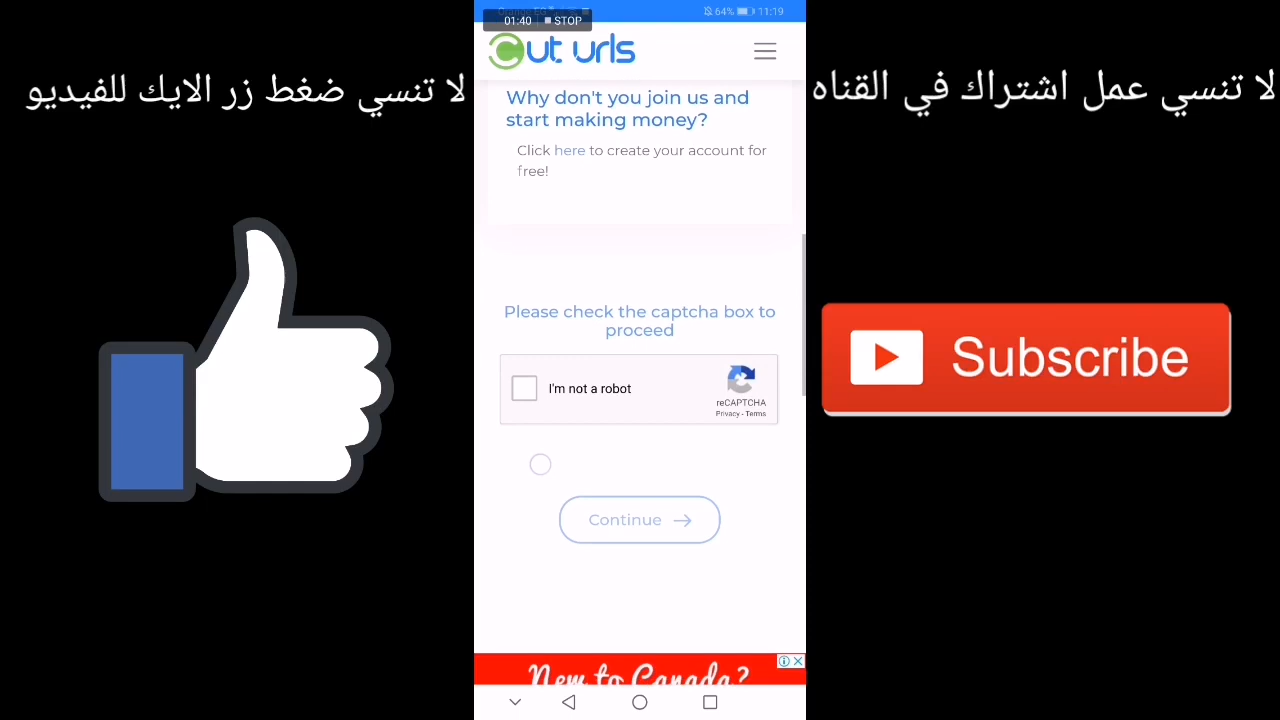 لا تنسي ضغط زر الايك للفيديو
01:40 STOP
64% 11:19
Cut urls
Why don't you join us and
start making money?
Click here to create your account for
free!
Please check the captcha box to
proceed
I'm not a robot
reCAPTCHA
Privacy - Terms
Continue
New to Canada?
لا تنسي عمل اشتراك في القناه
Subscribe